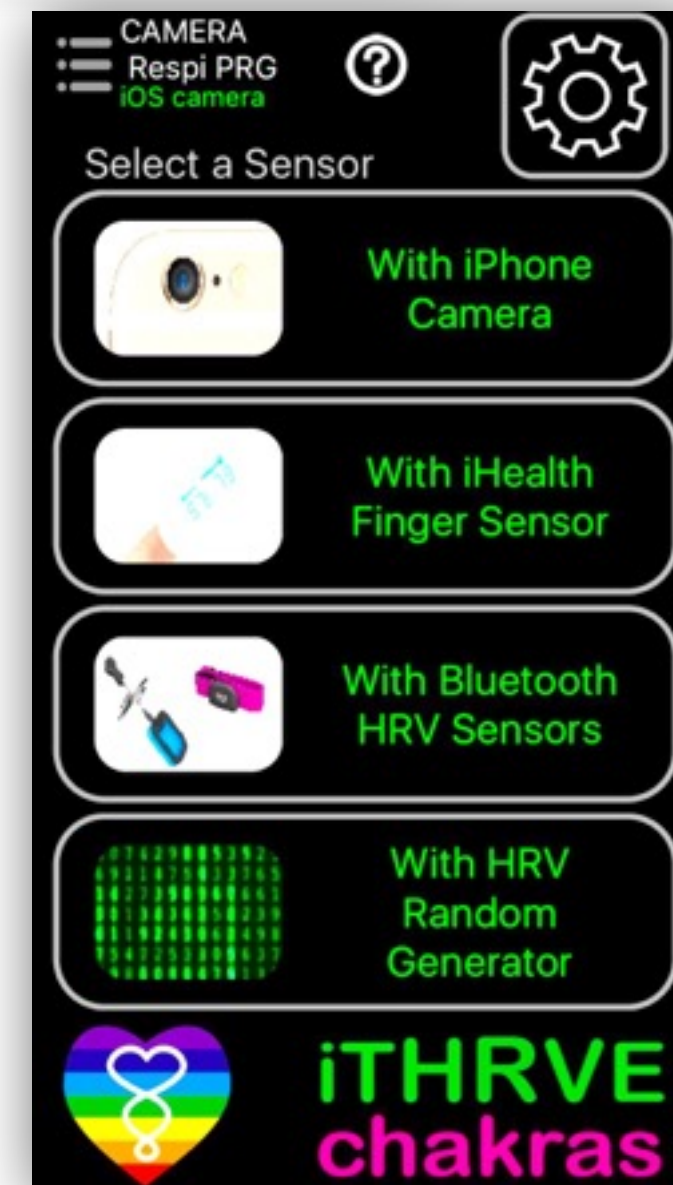 CAMERA
Respi PRG
iOS camera
Select a Sensor
With iPhone
Camera
With iHealth
Finger Sensor
With Bluetooth
HRV Sensors
With HRV
Random
Generator
iTHRVE
chakras